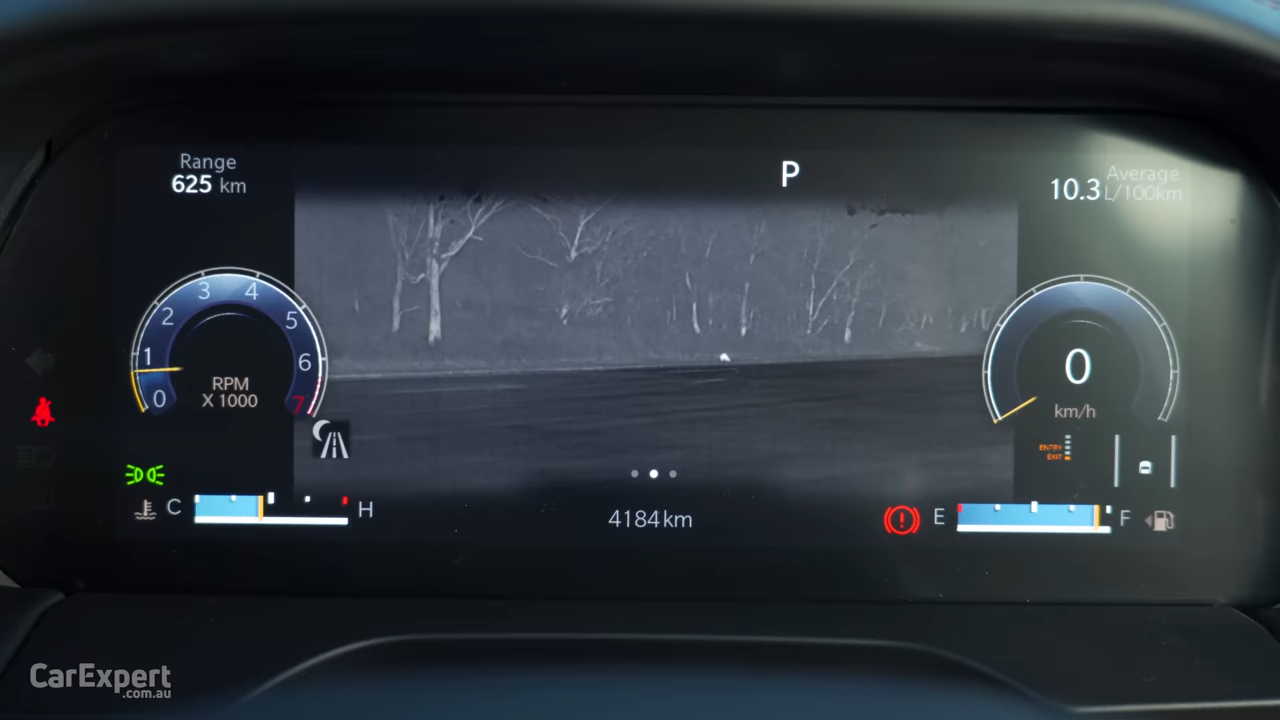 Range
625 km
P
Average
10.3 L/100km
0 1 2 3 4 5 6 7
RPM
X 1000
0
km/h
ENTRY
EXIT
C H
4184km
E F
CarExpert
.com.au